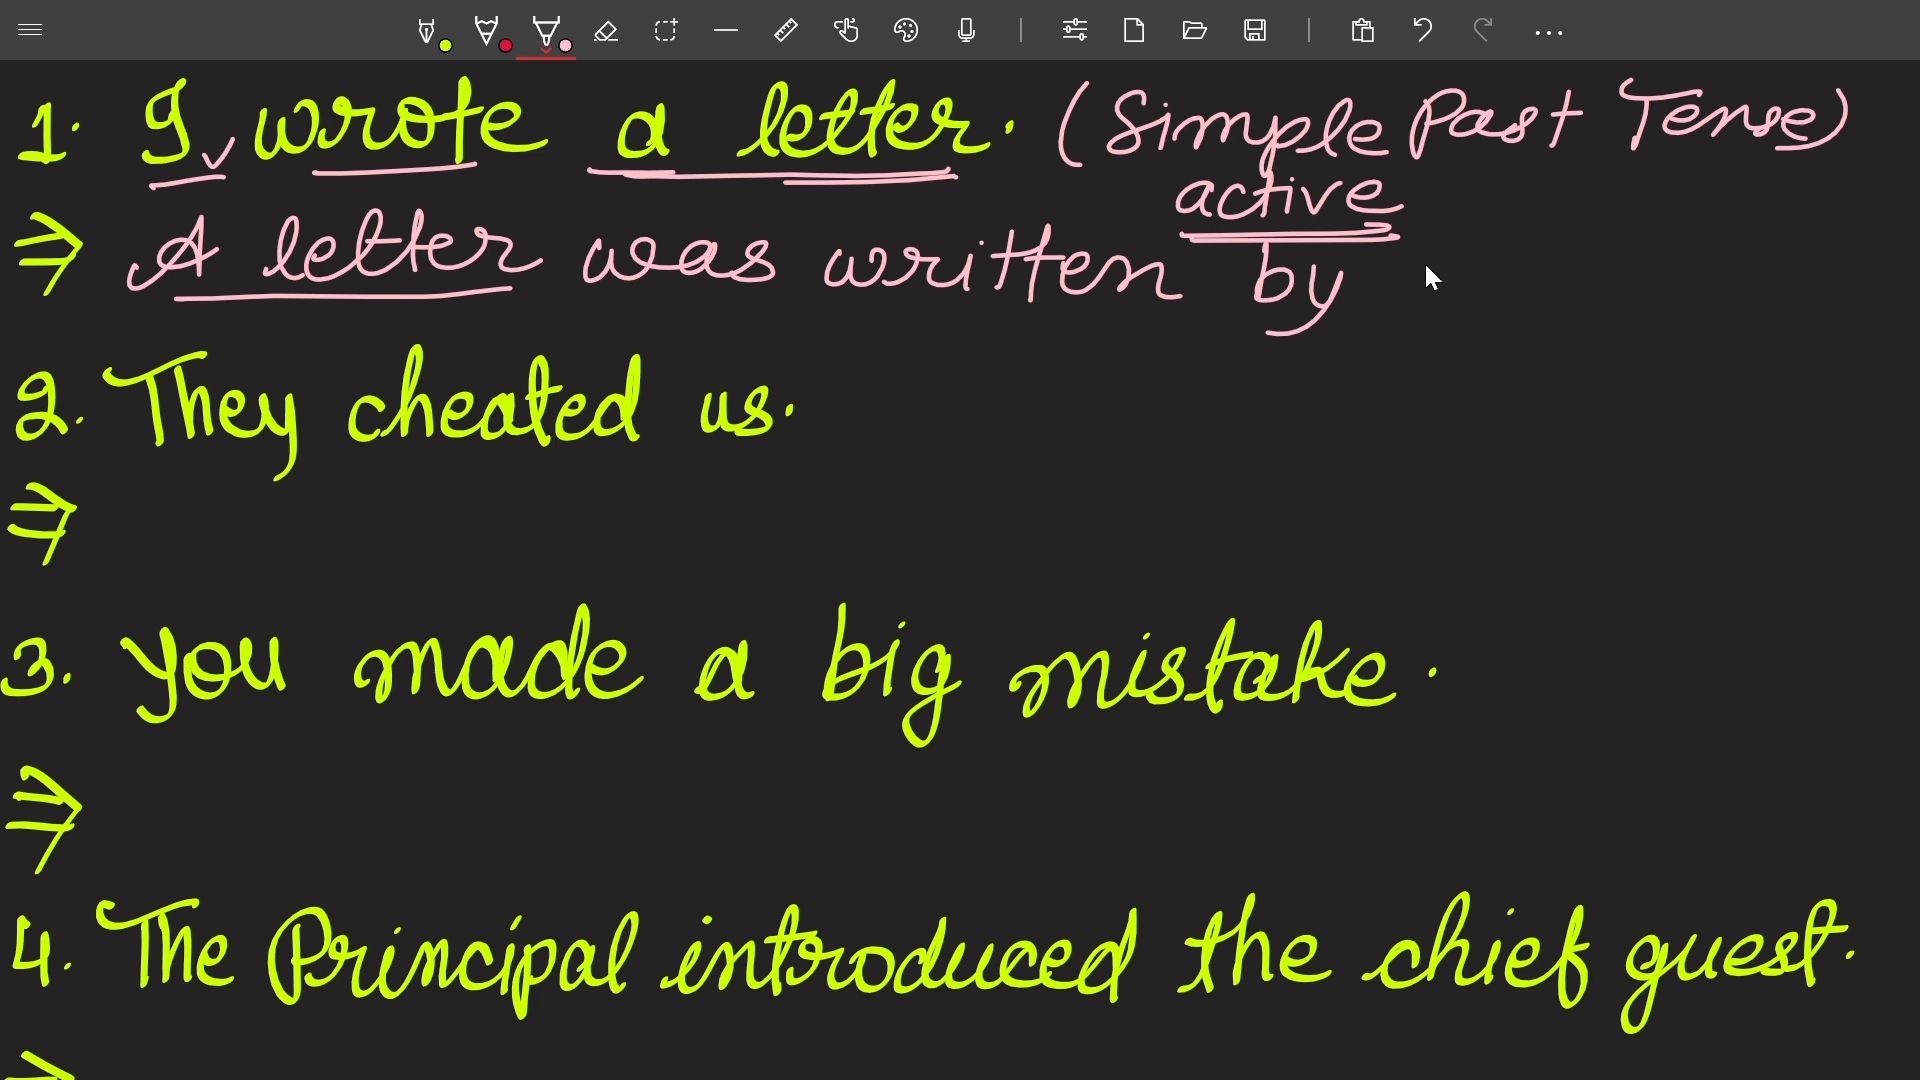 1. I wrote a letter. (Simple Past Tense)
active
⇒ A letter was written by
2. They cheated us.
⇒
3. You made a big mistake.
⇒
4. The Principal introduced the chief guest.
⇒